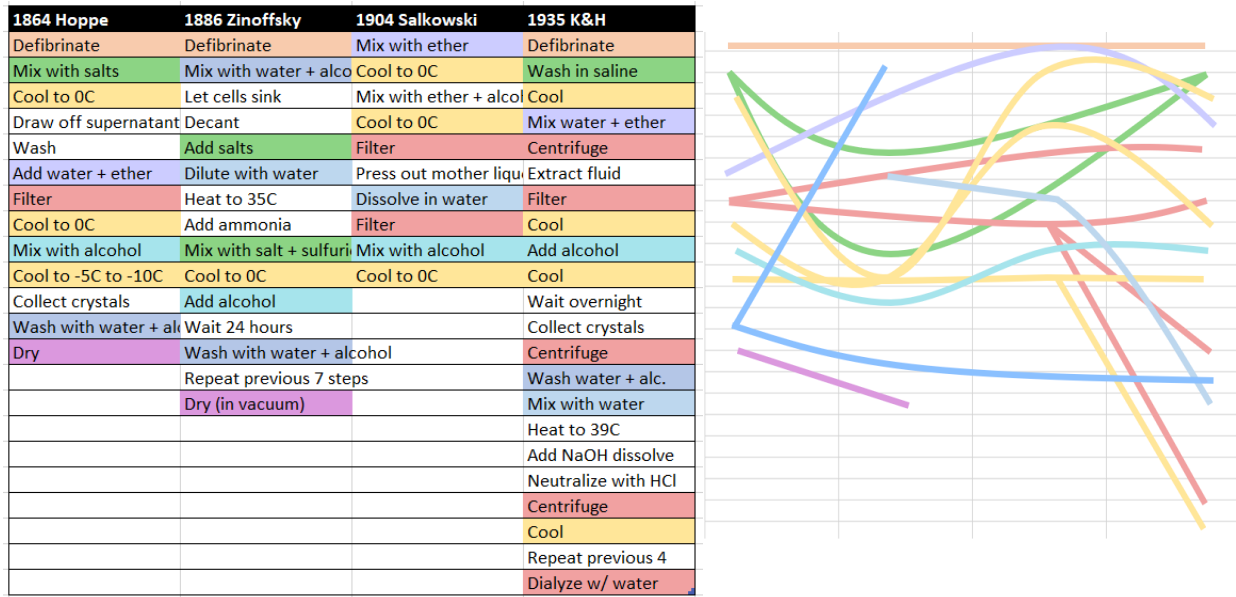 1864 Hoppe 1886 Zinoffsky 1904 Salkowski 1935 K&H
Defibrinate Defibrinate Mix with ether Defibrinate
Mix with salts Mix with water + alco Cool to 0C Wash in saline
Cool to 0C Let cells sink Mix with ether + alcol Cool
Draw off supernatant Decant Cool to 0C Mix water + ether
Wash Add salts Filter Centrifuge
Add water + ether Dilute with water Press out mother liqu Extract fluid
Filter Heat to 35C Dissolve in water Filter
Cool to 0C Add ammonia Filter Cool
Mix with alcohol Mix with salt + sulfuri Mix with alcohol Add alcohol
Cool to -5C to -10C Cool to 0C Cool to 0C Cool
Collect crystals Add alcohol Wait overnight
Wash with water + alc Wait 24 hours Collect crystals
Dry Wash with water + alcohol Centrifuge
Repeat previous 7 steps Wash water + alc.
Dry (in vacuum) Mix with water
Heat to 39C
Add NaOH dissolve
Neutralize with HCl
Centrifuge
Cool
Repeat previous 4
Dialyze w/ water